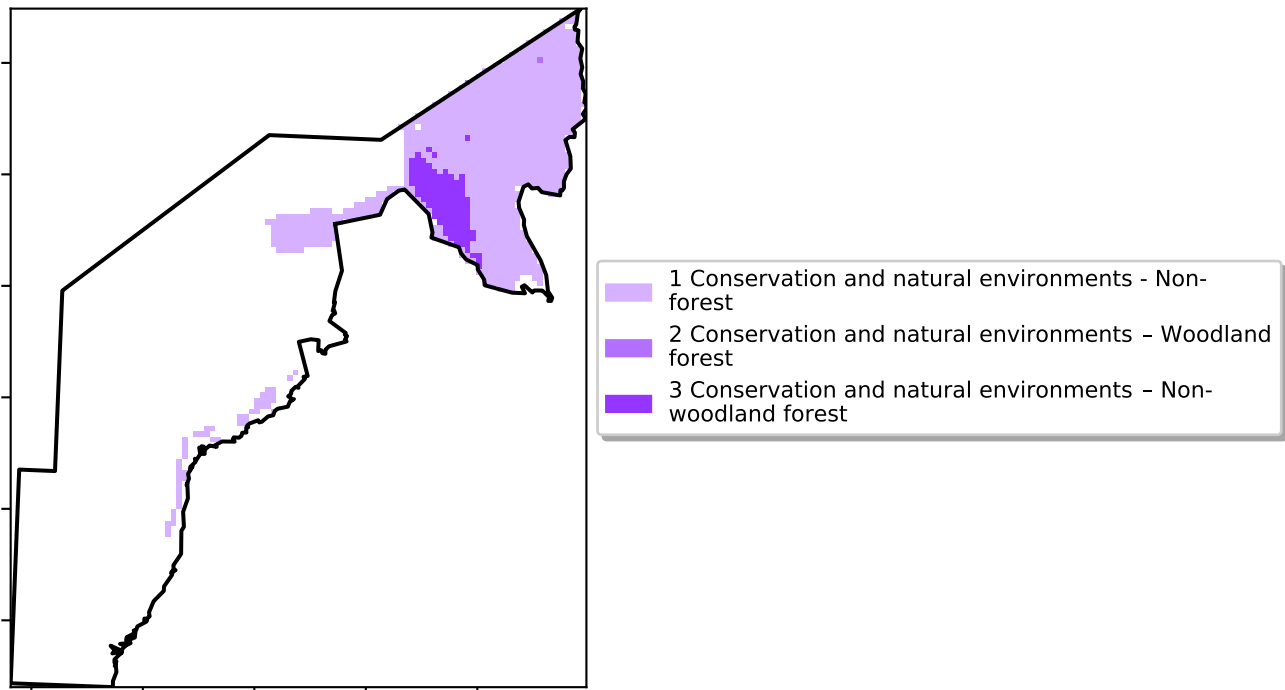 1 Conservation and natural environments - Non-
forest
2 Conservation and natural environments – Woodland
forest
3 Conservation and natural environments – Non-
woodland forest